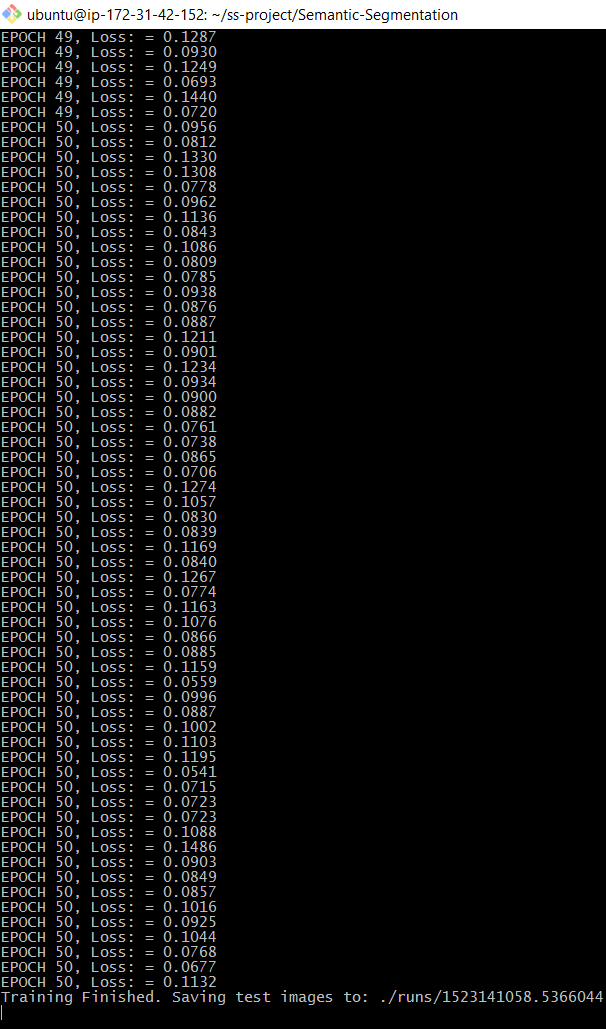 ubuntu@ip-172-31-42-152: ~/ss-project/Semantic-Segmentation
EPOCH 49, Loss: = 0.1287
EPOCH 49, Loss: = 0.0930
EPOCH 49, Loss: = 0.1249
EPOCH 49, Loss: = 0.0693
EPOCH 49, Loss: = 0.1440
EPOCH 49, Loss: = 0.0720
EPOCH 50, Loss: = 0.0956
EPOCH 50, Loss: = 0.0812
EPOCH 50, Loss: = 0.1330
EPOCH 50, Loss: = 0.1308
EPOCH 50, Loss: = 0.0778
EPOCH 50, Loss: = 0.0962
EPOCH 50, Loss: = 0.1136
EPOCH 50, Loss: = 0.0843
EPOCH 50, Loss: = 0.1086
EPOCH 50, Loss: = 0.0809
EPOCH 50, Loss: = 0.0785
EPOCH 50, Loss: = 0.0938
EPOCH 50, Loss: = 0.0876
EPOCH 50, Loss: = 0.0887
EPOCH 50, Loss: = 0.1211
EPOCH 50, Loss: = 0.0901
EPOCH 50, Loss: = 0.1234
EPOCH 50, Loss: = 0.0934
EPOCH 50, Loss: = 0.0900
EPOCH 50, Loss: = 0.0882
EPOCH 50, Loss: = 0.0761
EPOCH 50, Loss: = 0.0738
EPOCH 50, Loss: = 0.0865
EPOCH 50, Loss: = 0.0706
EPOCH 50, Loss: = 0.1274
EPOCH 50, Loss: = 0.1057
EPOCH 50, Loss: = 0.0830
EPOCH 50, Loss: = 0.0839
EPOCH 50, Loss: = 0.1169
EPOCH 50, Loss: = 0.0840
EPOCH 50, Loss: = 0.1267
EPOCH 50, Loss: = 0.0774
EPOCH 50, Loss: = 0.1163
EPOCH 50, Loss: = 0.1076
EPOCH 50, Loss: = 0.0866
EPOCH 50, Loss: = 0.0885
EPOCH 50, Loss: = 0.1159
EPOCH 50, Loss: = 0.0559
EPOCH 50, Loss: = 0.0996
EPOCH 50, Loss: = 0.0887
EPOCH 50, Loss: = 0.1002
EPOCH 50, Loss: = 0.1103
EPOCH 50, Loss: = 0.1195
EPOCH 50, Loss: = 0.0541
EPOCH 50, Loss: = 0.0715
EPOCH 50, Loss: = 0.0723
EPOCH 50, Loss: = 0.0723
EPOCH 50, Loss: = 0.1088
EPOCH 50, Loss: = 0.1486
EPOCH 50, Loss: = 0.0903
EPOCH 50, Loss: = 0.0849
EPOCH 50, Loss: = 0.0857
EPOCH 50, Loss: = 0.1016
EPOCH 50, Loss: = 0.0925
EPOCH 50, Loss: = 0.1044
EPOCH 50, Loss: = 0.0768
EPOCH 50, Loss: = 0.0677
EPOCH 50, Loss: = 0.1132
Training Finished. Saving test images to: ./runs/1523141058.5366044